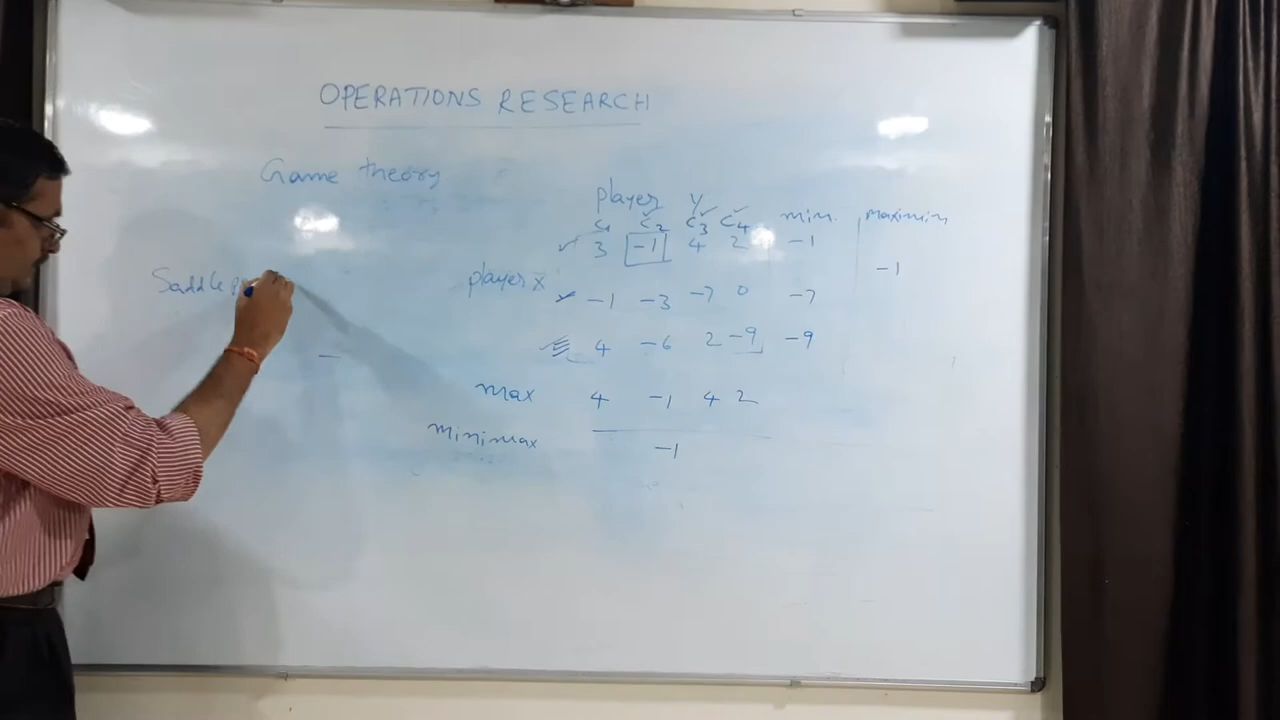 OPERATIONS RESEARCH
Game theory
player Y
C1 C2 C3 C4 min. Maximin
3 -1 4 2 -1
-1
Saddle p
player X
-1 -3 -7 0 -7
4 -6 2 -9 -9
max 4 -1 4 2
minimax
-1